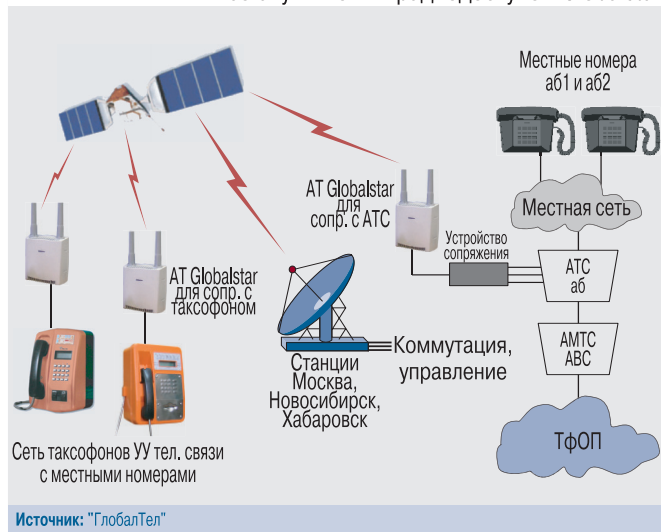 Местные номера
аб1 и аб2
Местная сеть
АТ Globalstar
для
сопр. с АТС
Устройство
сопряжения
АТС
аб
АТ Globalstar
для сопр. с
таксофоном
АМТС
АВС
Коммутация,
управление
Станции
Москва,
Новосибирск,
Хабаровск
ТфОП
Сеть таксофонов УУ тел. связи
с местными номерами
Источник: "ГлобалТел"